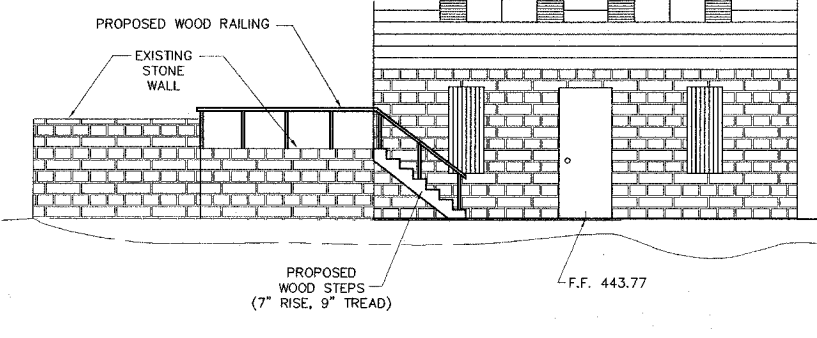 PROPOSED WOOD RAILING
EXISTING
STONE
WALL
PROPOSED
WOOD STEPS
(7" RISE, 9" TREAD)
F.F. 443.77